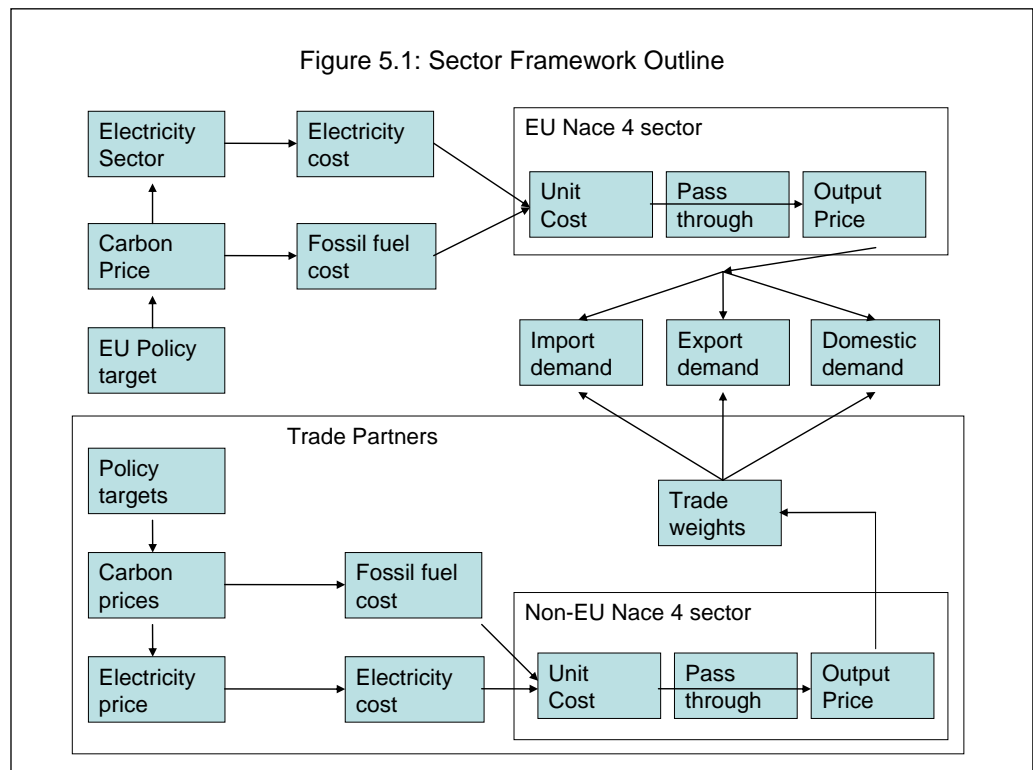 Figure 5.1: Sector Framework Outline
Electricity
Sector
Electricity
cost
EU Nace 4 sector
Unit
Cost
Pass
through
Output
Price
Carbon
Price
Fossil fuel
cost
EU Policy
target
Import
demand
Export
demand
Domestic
demand
Trade Partners
Policy
targets
Trade
weights
Carbon
prices
Fossil fuel
cost
Non-EU Nace 4 sector
Electricity
price
Electricity
cost
Unit
Cost
Pass
through
Output
Price